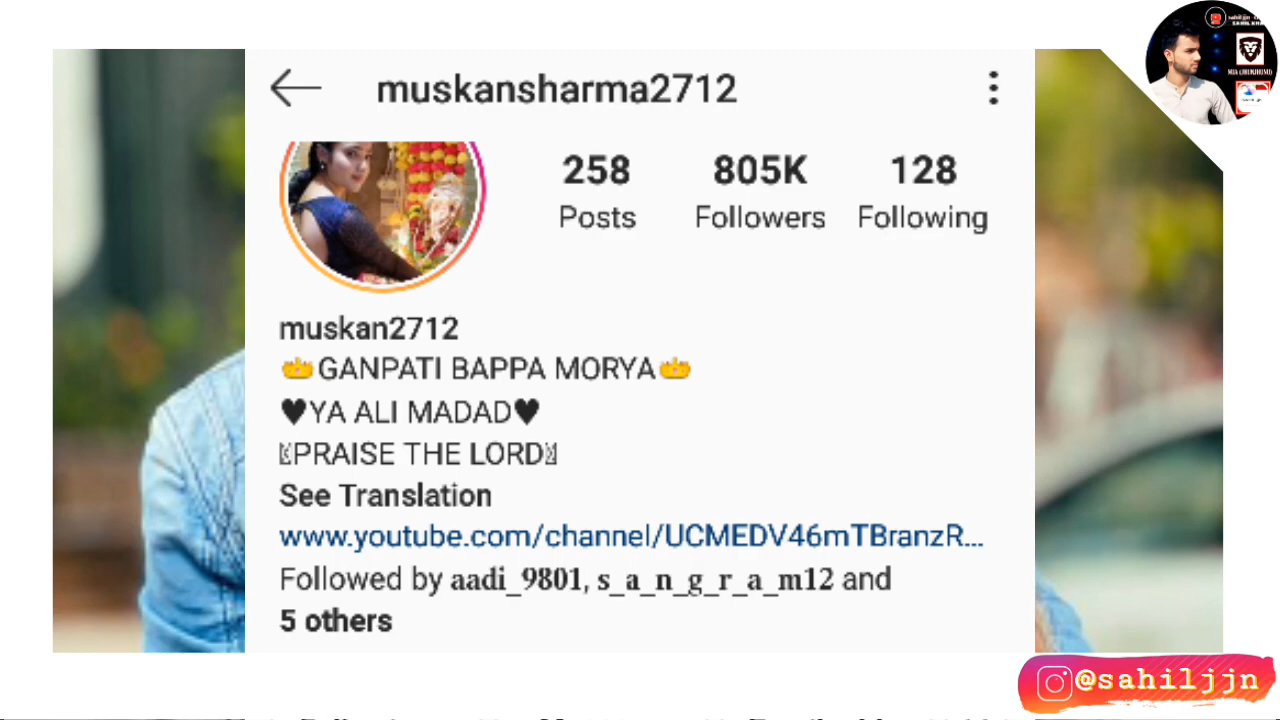 muskansharma2712
258 805K 128
Posts Followers Following
muskan2712
👑GANPATI BAPPA MORYA👑
♥YA ALI MADAD♥
PRAISE THE LORD
See Translation
www.youtube.com/channel/UCMEDV46mTBranzR...
Followed by aadi_9801, s_a_n_g_r_a_m12 and
5 others
@sahiljjn